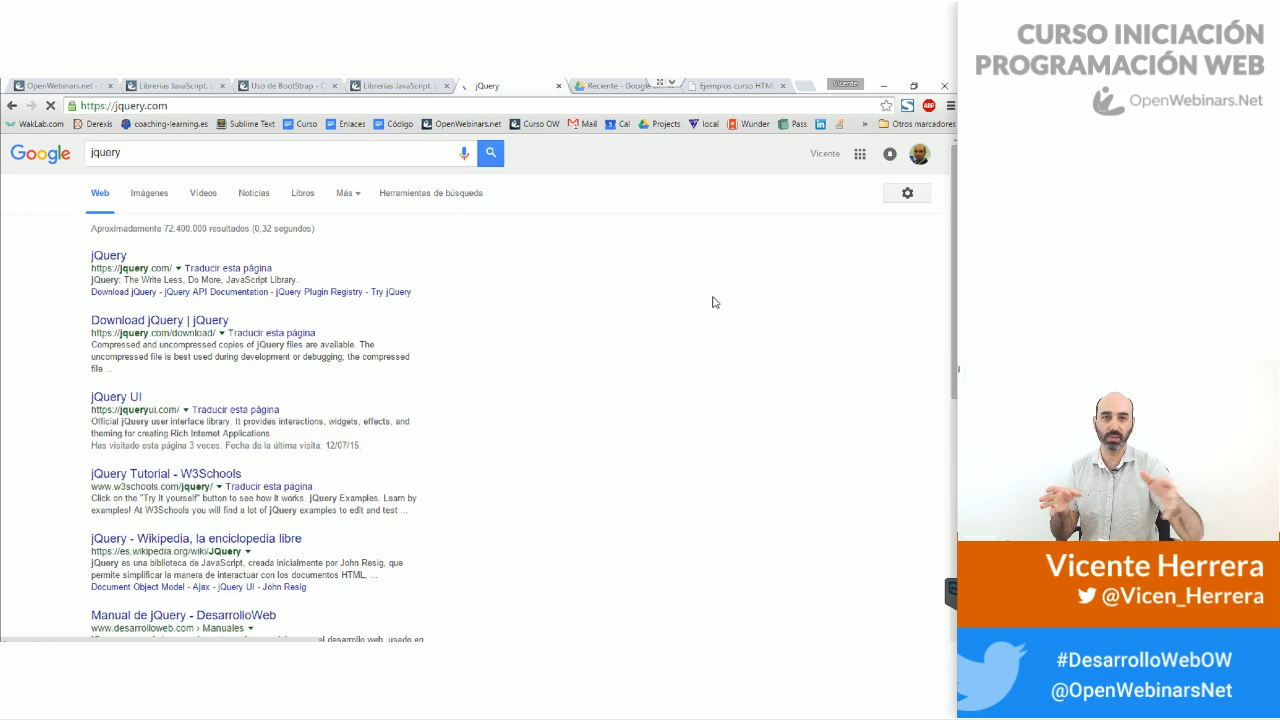 CURSO INICIACIÓN
PROGRAMACIÓN WEB
OpenWebinars.Net
OpenWebinars.net -
Librerías JavaScript.
Uso de BootStrap - D
Librerías JavaScript. L
jQuery
Reciente - Google
Ejemplos curso HTML
Vicente
https://jquery.com
WakLab.com
Derexis
coaching-learning.es
Sublime Text
Curso
Enlaces
Código
OpenWebinars.net
Curso OW
Mail
Cal
Projects
local
Wunder
Pass
»
Otros marcadores
Google
jquery
Vicente
Web
Imágenes
Vídeos
Noticias
Libros
Más
Herramientas de búsqueda
Aproximadamente 72.400.000 resultados (0,32 segundos)
jQuery
https://jquery.com/ Traducir esta página
jQuery: The Write Less, Do More, JavaScript Library.
Download jQuery - jQuery API Documentation - jQuery Plugin Registry - Try jQuery
Download jQuery | jQuery
https://jquery.com/download/ Traducir esta página
Compressed and uncompressed copies of jQuery files are available. The
uncompressed file is best used during development or debugging; the compressed
file ...
jQuery UI
https://jqueryui.com/ Traducir esta página
Official jQuery user interface library. It provides interactions, widgets, effects, and
theming for creating Rich Internet Applications.
Has visitado esta página 3 veces. Fecha de la última visita: 12/07/15.
jQuery Tutorial - W3Schools
www.w3schools.com/jquery/ Traducir esta página
Click on the "Try it yourself" button to see how it works. jQuery Examples. Learn by
examples! At W3Schools you will find a lot of jQuery examples to edit and test ...
jQuery - Wikipedia, la enciclopedia libre
https://es.wikipedia.org/wiki/JQuery
jQuery es una biblioteca de JavaScript, creada inicialmente por John Resig, que
permite simplificar la manera de interactuar con los documentos HTML, ...
Document Object Model - Ajax - jQuery UI - John Resig
Manual de jQuery - DesarrolloWeb
www.desarrolloweb.com › Manuales
el desarrollo web, usado en
Vicente Herrera
@Vicen_Herrera
#DesarrolloWebOW
@OpenWebinarsNet